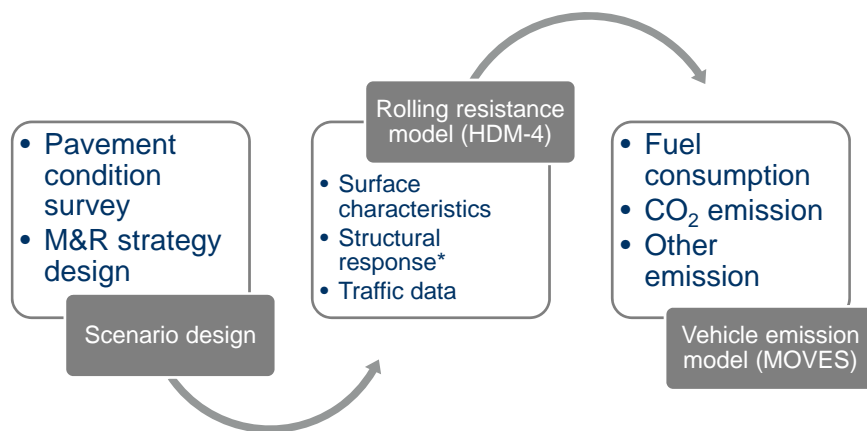 • Pavement
condition
survey
• M&R strategy
design
Scenario design
Rolling resistance
model (HDM-4)
• Surface
characteristics
• Structural
response*
• Traffic data
• Fuel
consumption
• CO₂ emission
• Other
emission
Vehicle emission
model (MOVES)